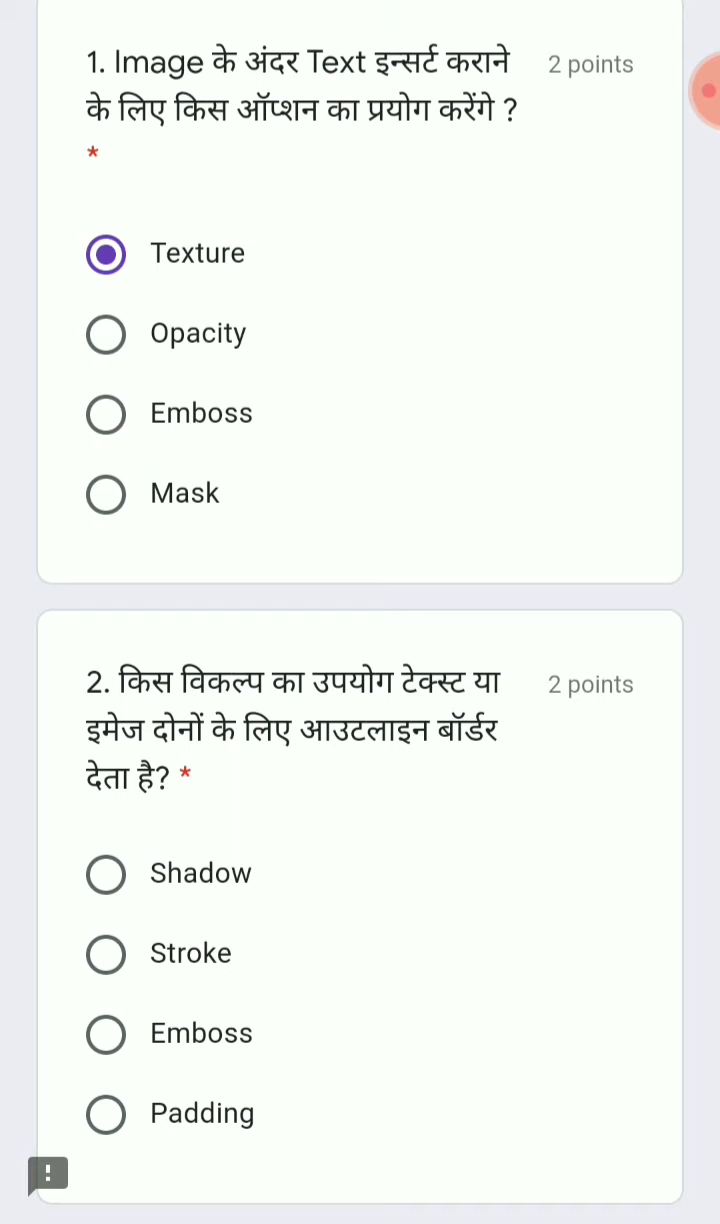 1. Image के अंदर Text इन्सर्ट कराने 2 points
के लिए किस ऑप्शन का प्रयोग करेंगे ?
*
Texture
Opacity
Emboss
Mask
2. किस विकल्प का उपयोग टेक्स्ट या 2 points
इमेज दोनों के लिए आउटलाइन बॉर्डर
देता है? *
Shadow
Stroke
Emboss
Padding